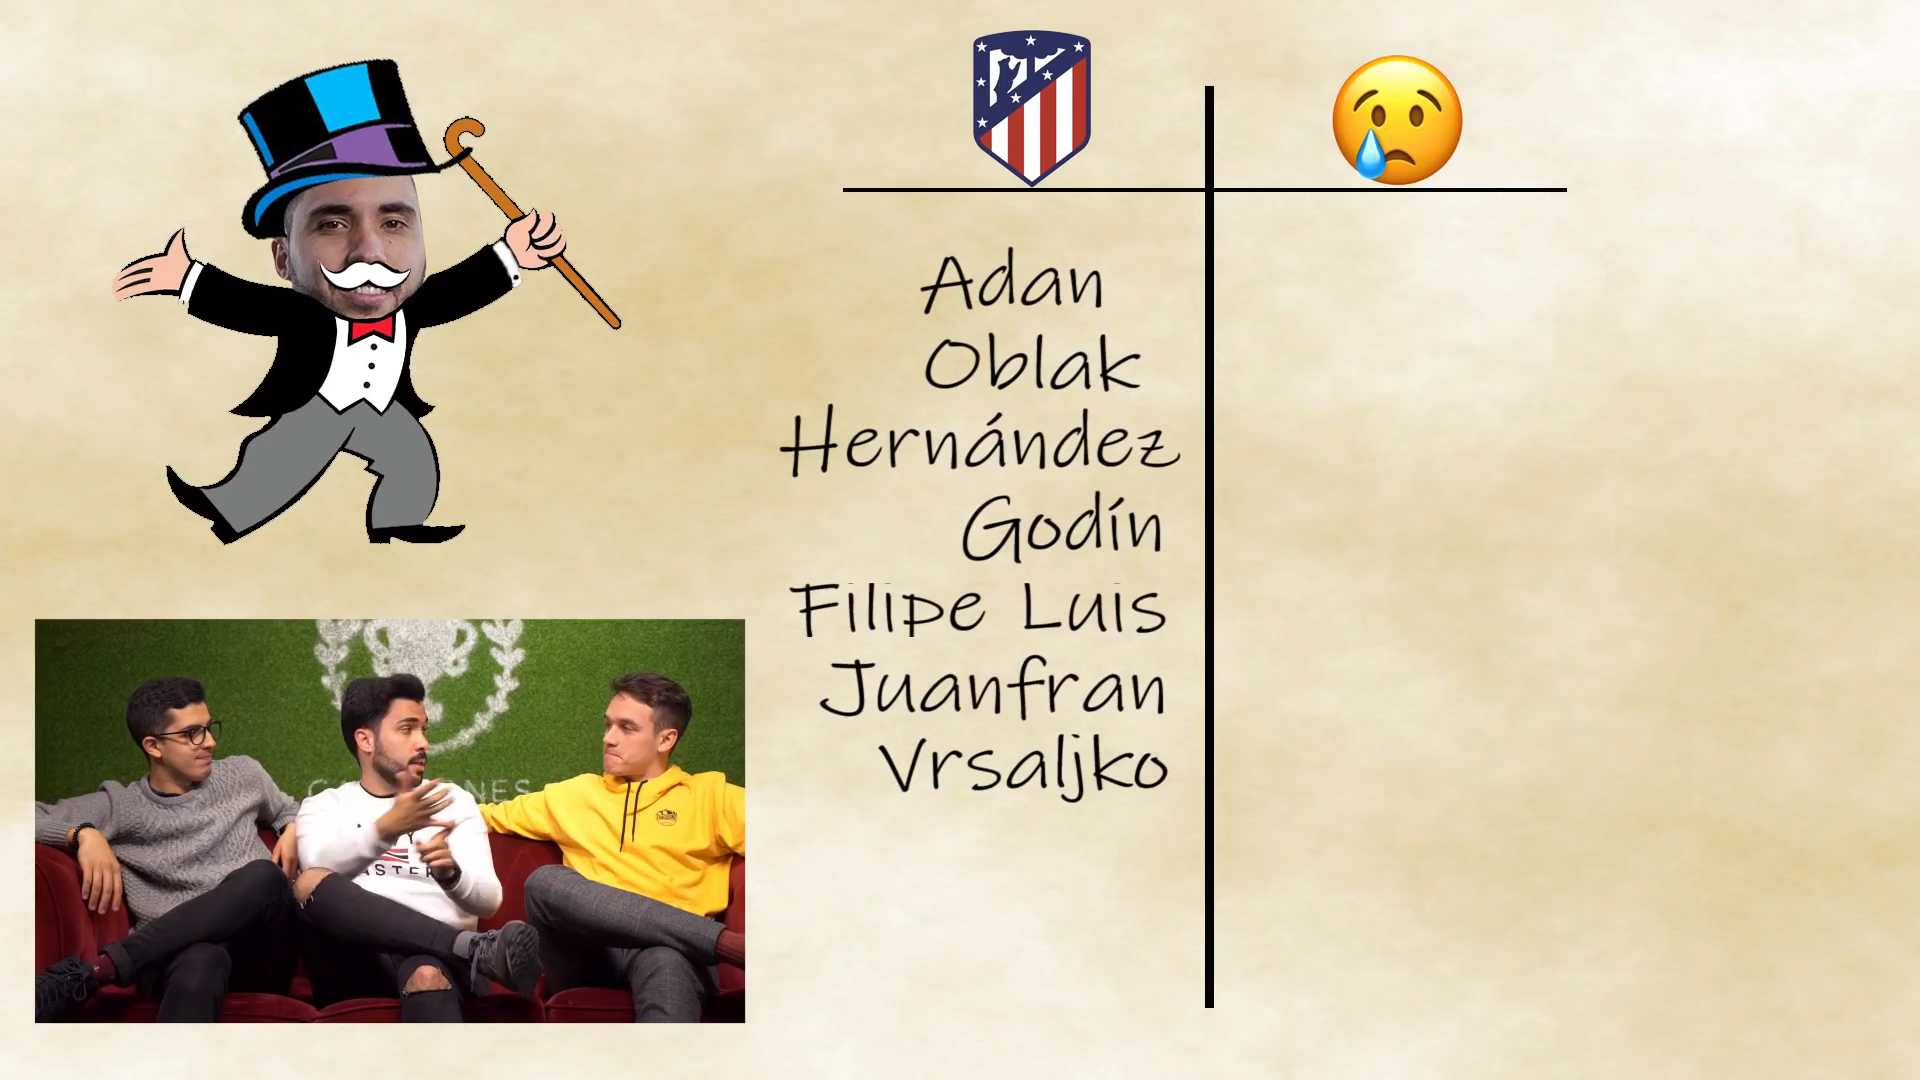 Adan
Oblak
Hernández
Godín
Filipe Luis
Juanfran
Vrsaljko